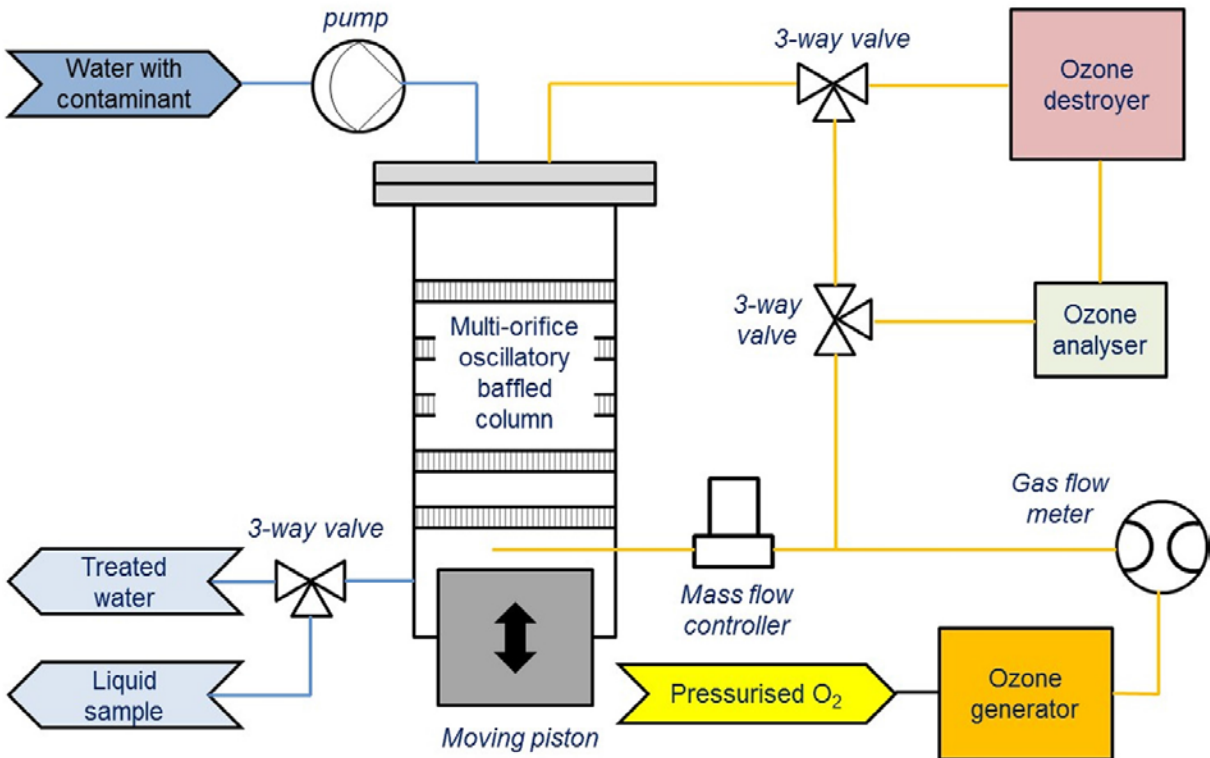 pump
Water with
contaminant
3-way valve
Ozone
destroyer
3-way
valve
Ozone
analyser
Multi-orifice
oscillatory
baffled
column
Gas flow
meter
3-way valve
Treated
water
Mass flow
controller
Liquid
sample
Pressurised O₂
Ozone
generator
Moving piston